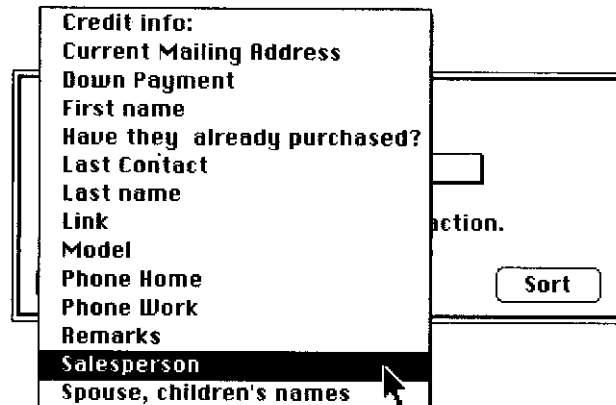 Credit info:
Current Mailing Address
Down Payment
First name
Have they already purchased?
Last Contact
Last name
Link
action.
Model
Phone Home
Sort
Phone Work
Remarks
Salesperson
Spouse, children's names